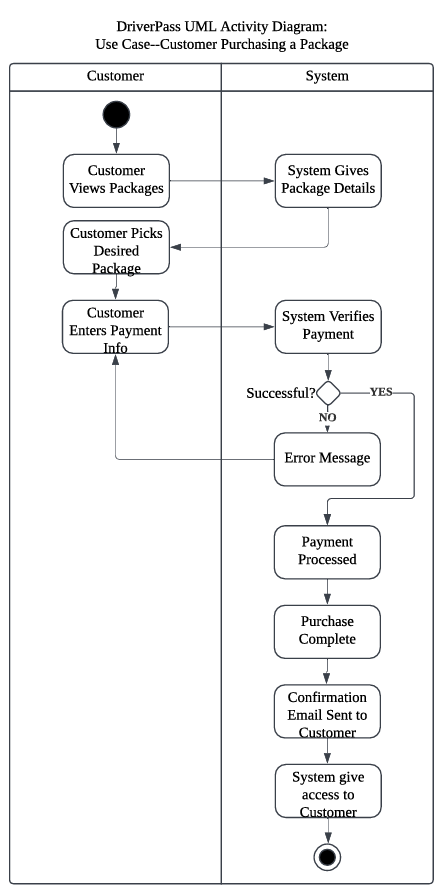 DriverPass UML Activity Diagram:
Use Case--Customer Purchasing a Package
Customer
System
Customer
Views Packages
System Gives
Package Details
Customer Picks
Desired
Package
Customer
Enters Payment
Info
System Verifies
Payment
Successful?
YES
NO
Error Message
Payment
Processed
Purchase
Complete
Confirmation
Email Sent to
Customer
System give
access to
Customer